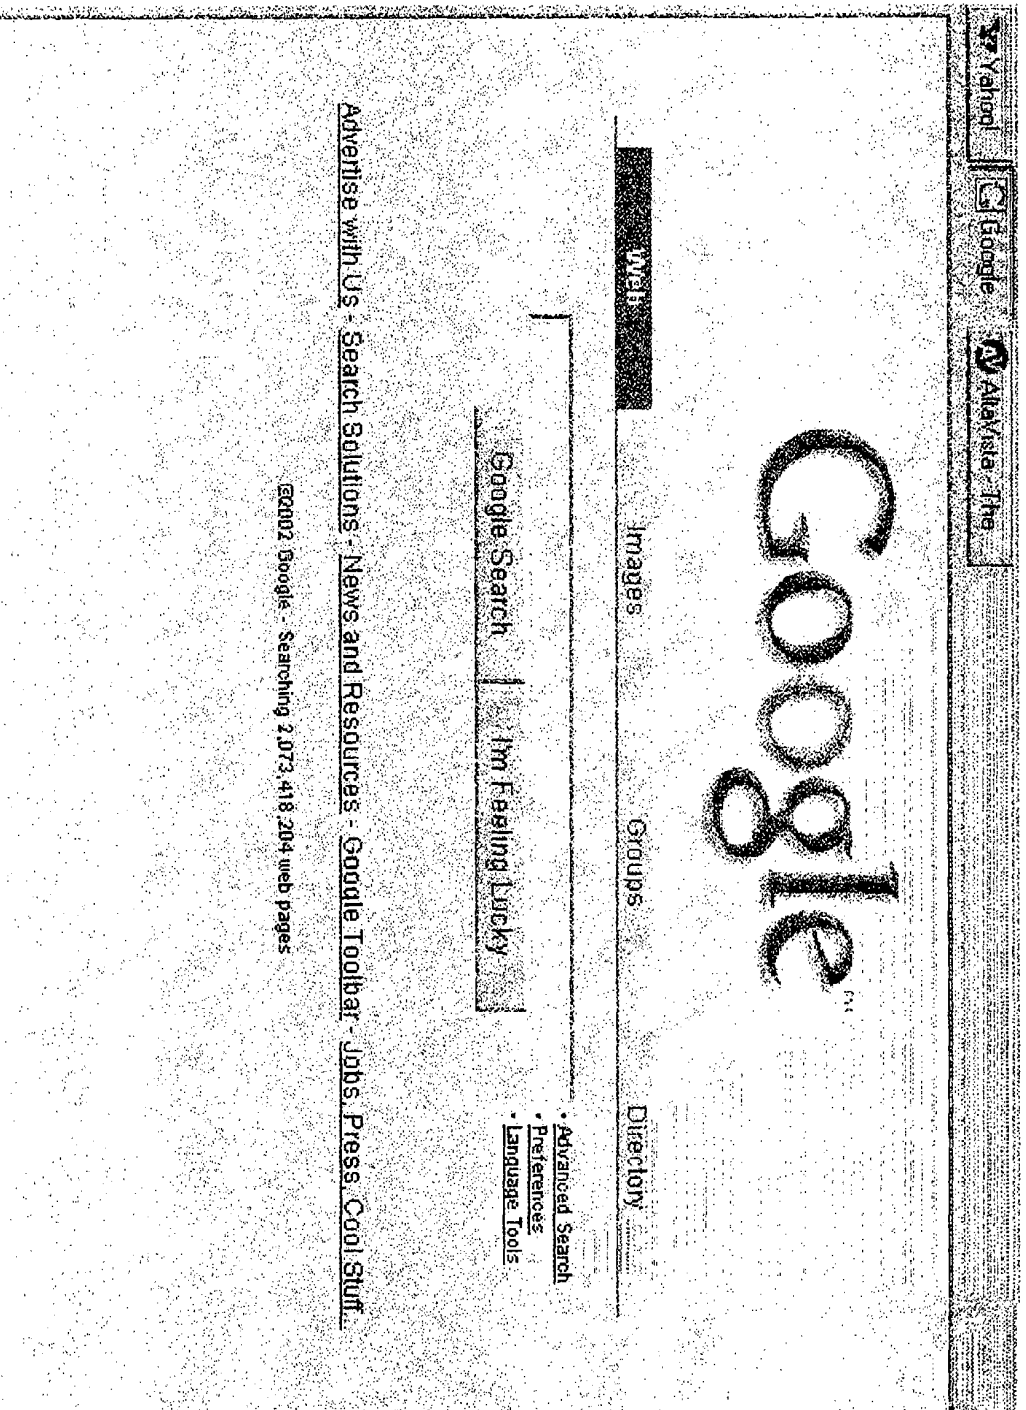 Yahoo! Google AltaVista - The
Google
Web Images Groups Directory
• Advanced Search
• Preferences
• Language Tools
Google Search I'm Feeling Lucky
Advertise with Us - Search Solutions - News and Resources - Google Toolbar - Jobs, Press, Cool Stuff...
©2002 Google - Searching 2,073,418,204 web pages